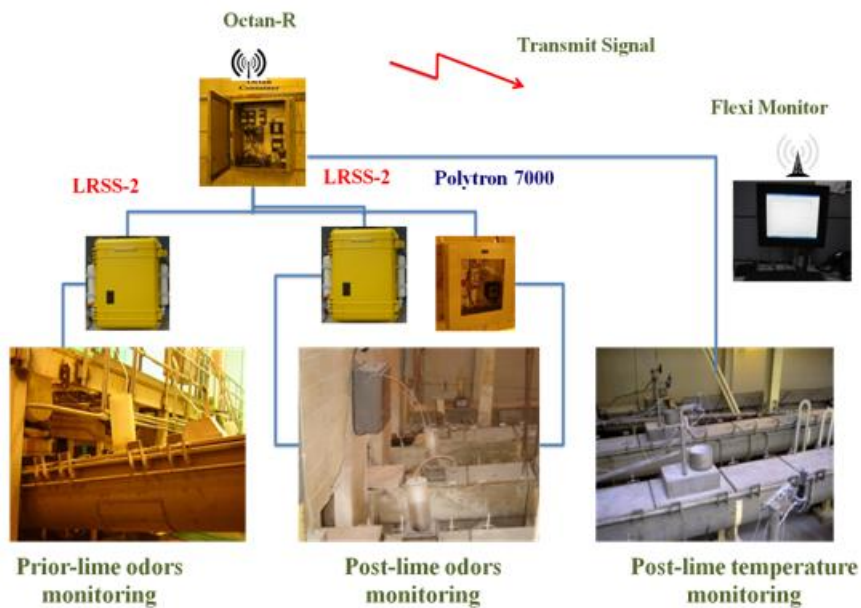 Octan-R
Transmit Signal
Flexi Monitor
Container
LRSS-2
LRSS-2
Polytron 7000
Prior-lime odors
monitoring
Post-lime odors
monitoring
Post-lime temperature
monitoring